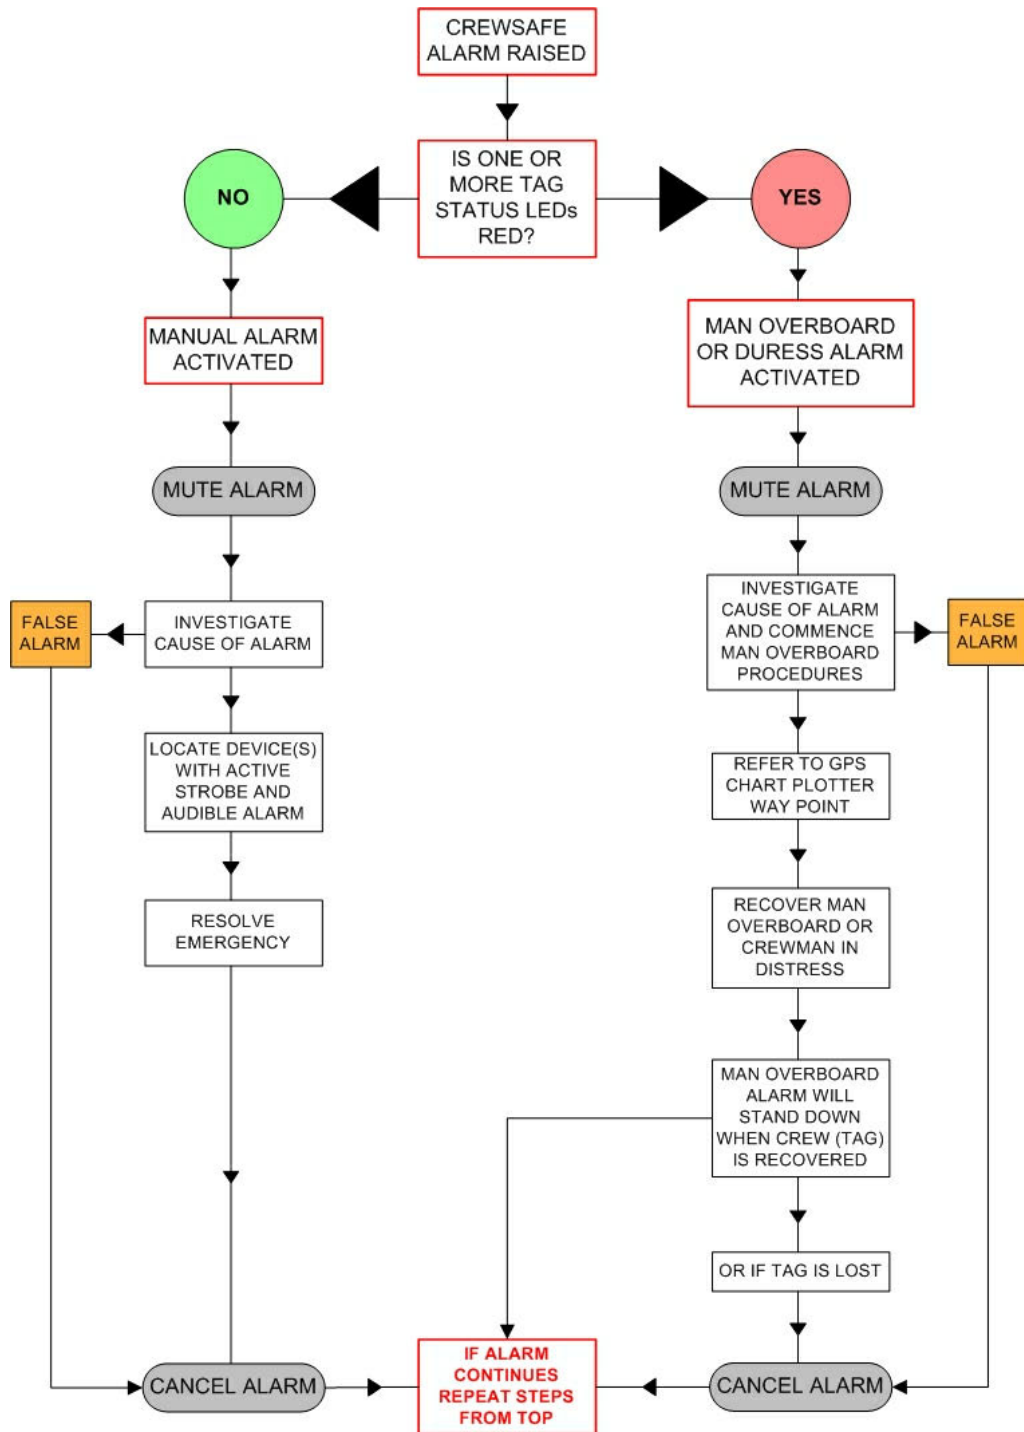 CREWSAFE
ALARM RAISED
IS ONE OR
MORE TAG
STATUS LEDs
RED?
NO
YES
MANUAL ALARM
ACTIVATED
MAN OVERBOARD
OR DURESS ALARM
ACTIVATED
MUTE ALARM
MUTE ALARM
FALSE
ALARM
INVESTIGATE
CAUSE OF ALARM
INVESTIGATE
CAUSE OF ALARM
AND COMMENCE
MAN OVERBOARD
PROCEDURES
FALSE
ALARM
LOCATE DEVICE(S)
WITH ACTIVE
STROBE AND
AUDIBLE ALARM
REFER TO GPS
CHART PLOTTER
WAY POINT
RESOLVE
EMERGENCY
RECOVER MAN
OVERBOARD OR
CREWMAN IN
DISTRESS
MAN OVERBOARD
ALARM WILL
STAND DOWN
WHEN CREW (TAG)
IS RECOVERED
OR IF TAG IS LOST
CANCEL ALARM
IF ALARM
CONTINUES
REPEAT STEPS
FROM TOP
CANCEL ALARM